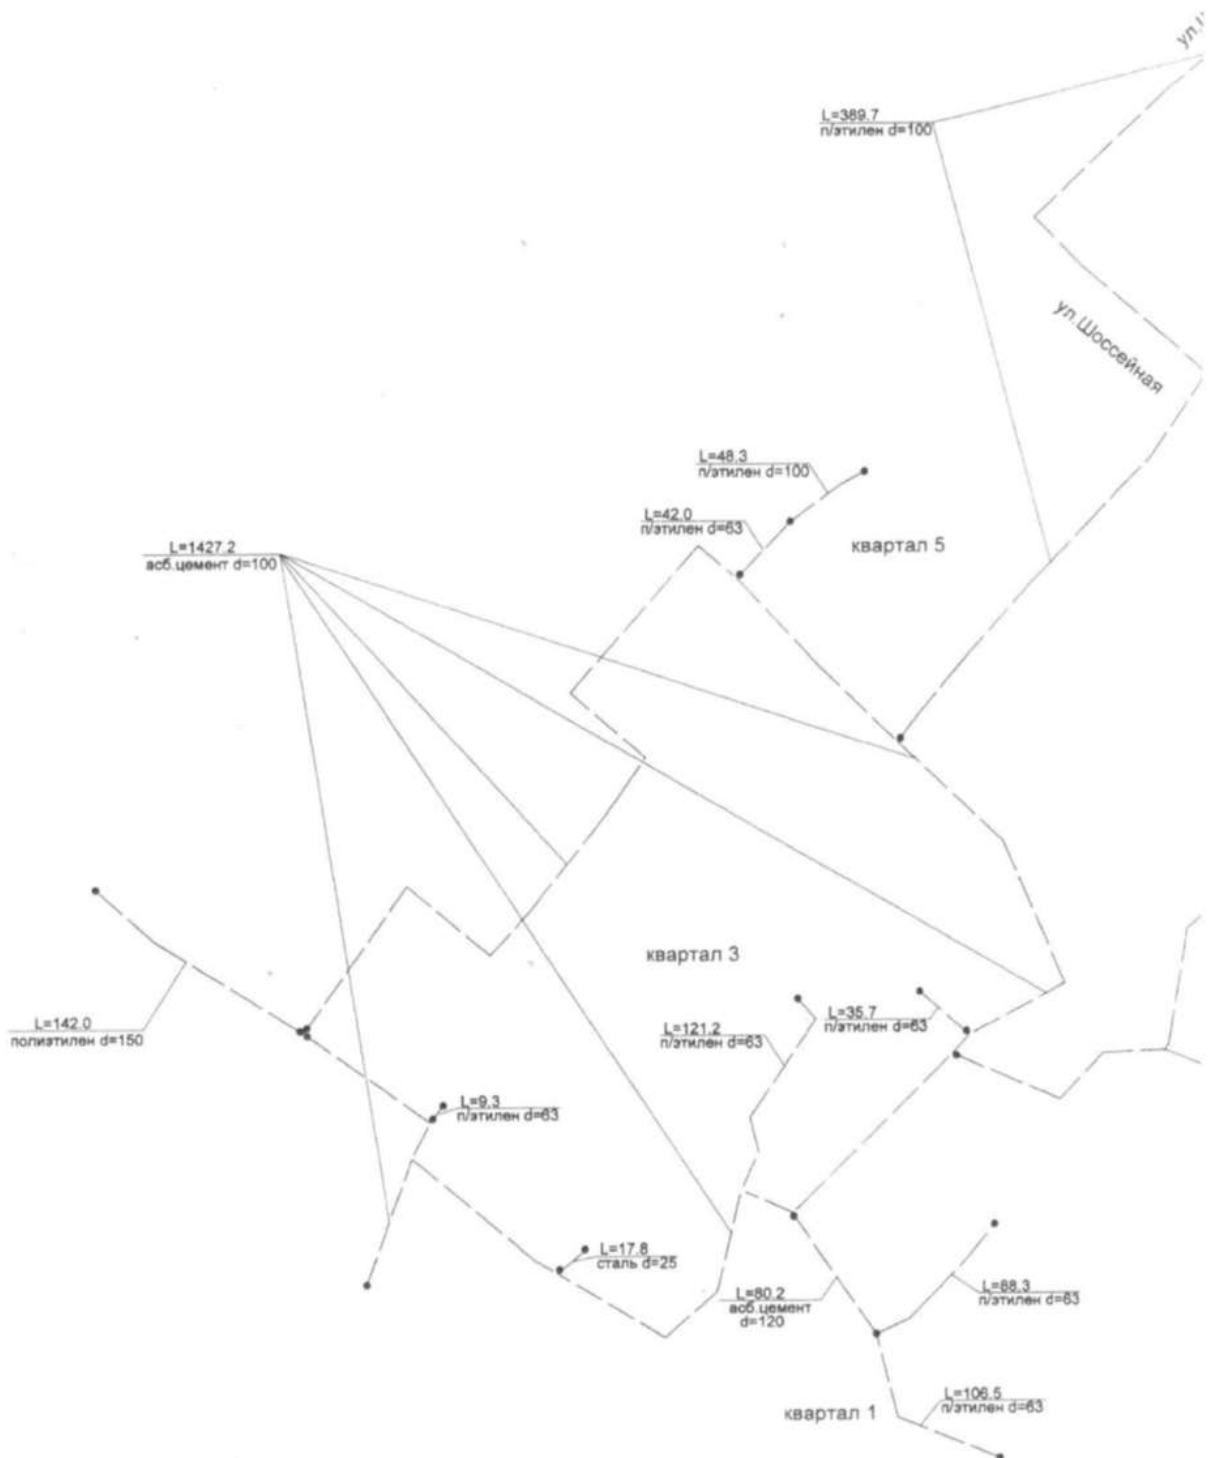 L=389.7
п/этилен d=100
ул.Шоссейная
L=48.3
п/этилен d=100
L=42.0
п/этилен d=63
квартал 5
L=1427.2
асб.цемент d=100
квартал 3
L=142.0
полиэтилен d=150
L=121.2
п/этилен d=63
L=35.7
п/этилен d=63
L=9.3
п/этилен d=63
L=17.8
сталь d=25
L=80.2
асб.цемент
d=120
L=88.3
п/этилен d=63
L=106.5
п/этилен d=63
квартал 1